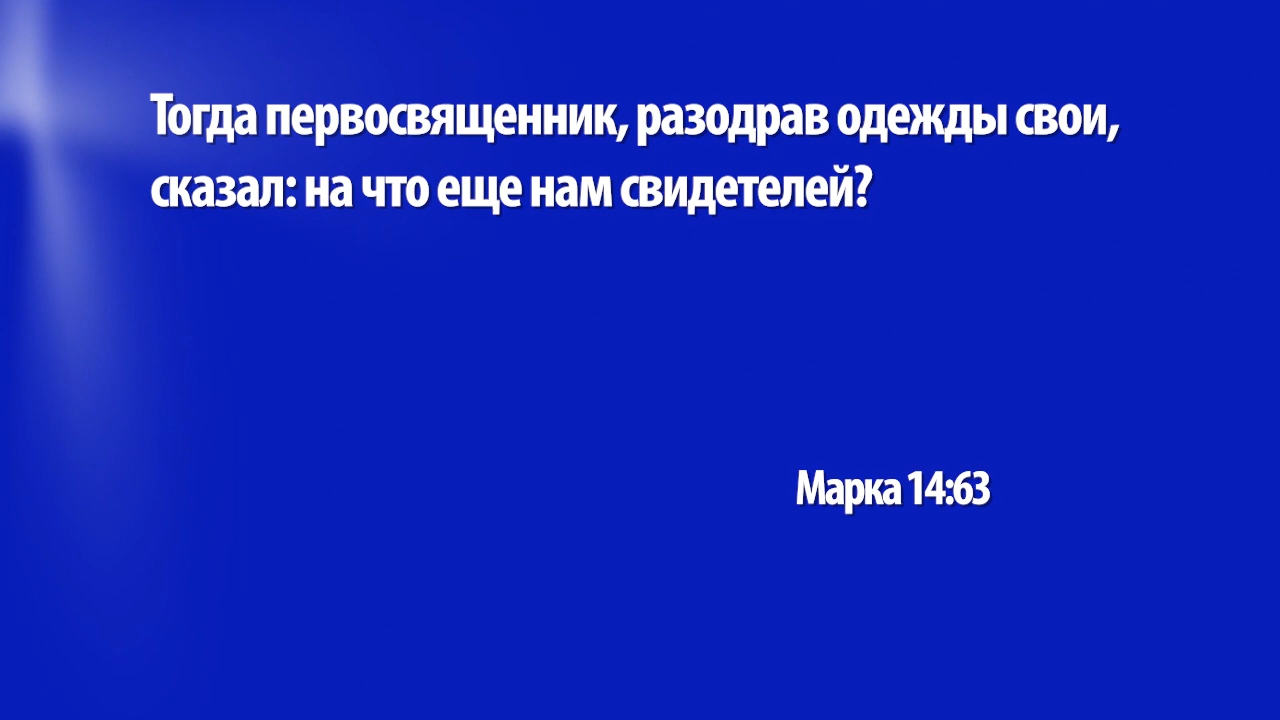 Тогда первосвященник, разодрав одежды свои,
сказал: на что еще нам свидетелей?
Марка 14:63